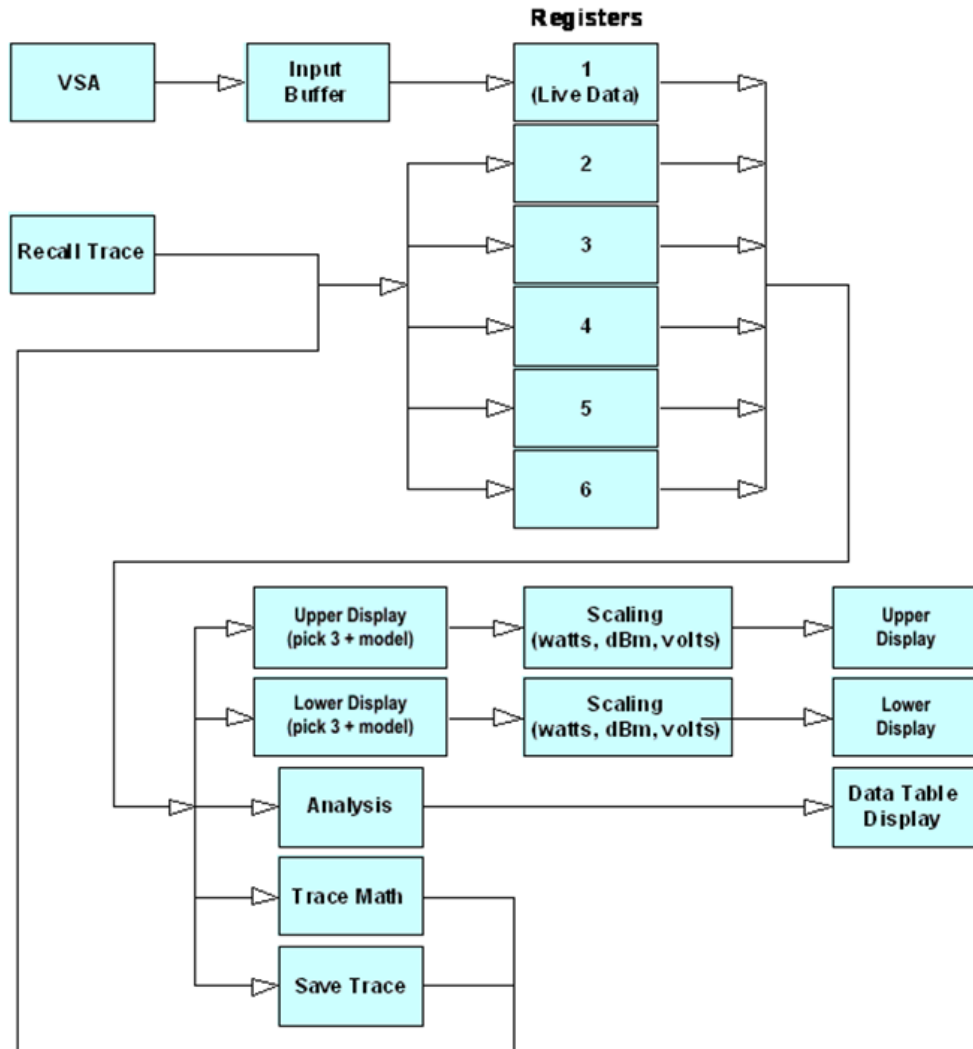 Registers
VSA
Input
Buffer
1
(Live Data)
2
Recall Trace
3
4
5
6
Upper Display
(pick 3 + model)
Scaling
(watts, dBm, volts)
Upper
Display
Lower Display
(pick 3 + model)
Scaling
(watts, dBm, volts)
Lower
Display
Analysis
Data Table
Display
Trace Math
Save Trace